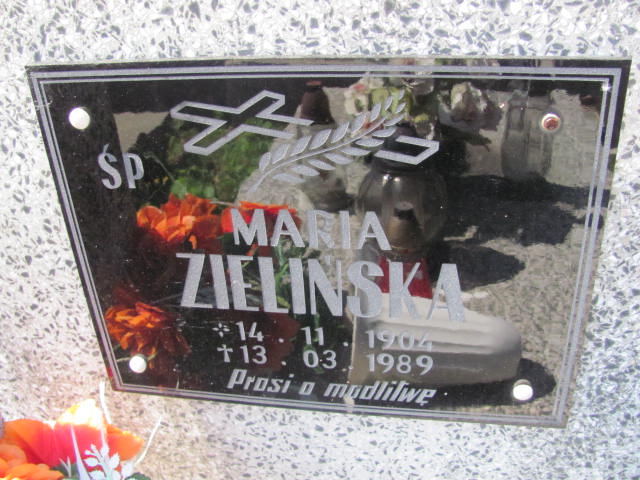 ŚP
MARIA
ZIELIŃSKA
+ 14 . 11 . 1904
† 13 03. 1989
Prosi o modlitwę